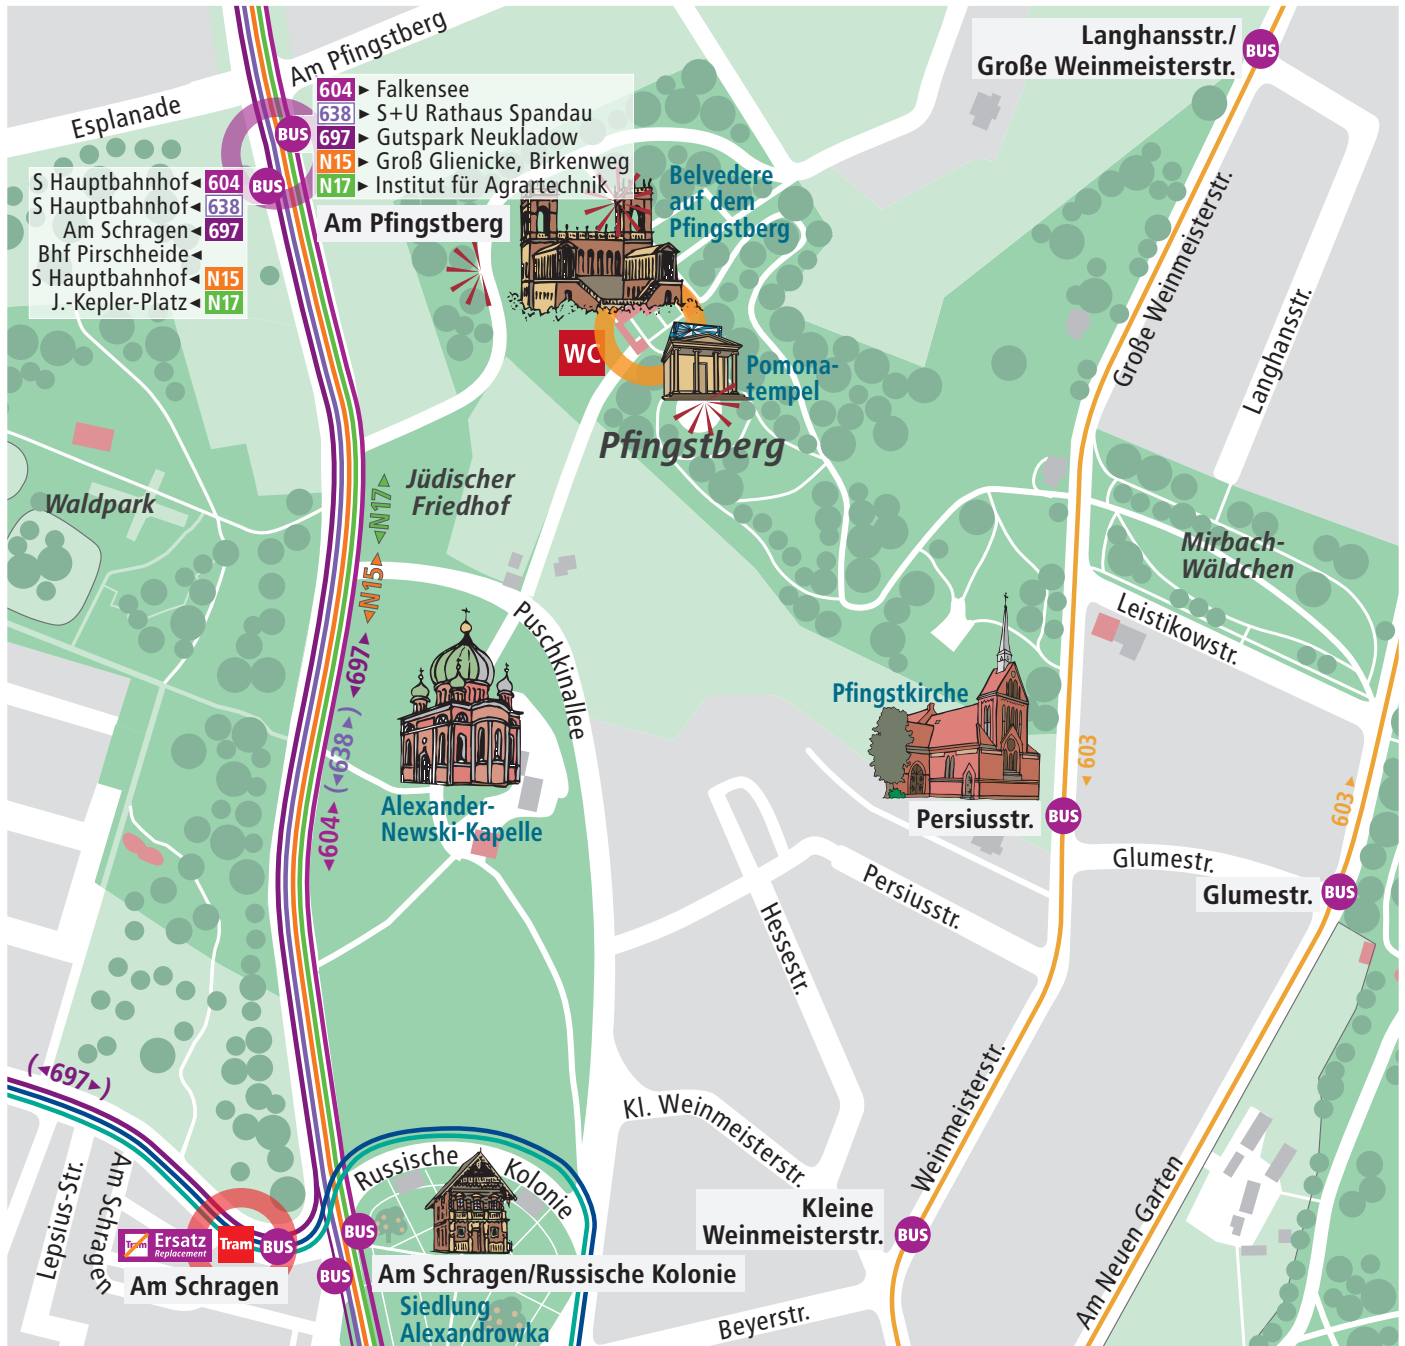 Langhansstr./
Große Weinmeisterstr.
BUS
Am Pfingstberg
Esplanade
604 ► Falkensee
638 ► S+U Rathaus Spandau
697 ► Gutspark Neukladow
N15 ► Groß Glienicke, Birkenweg
N17 ► Institut für Agrartechnik
BUS
BUS
S Hauptbahnhof ◄ 604
S Hauptbahnhof ◄ 638
Am Schragen ◄ 697
Bhf Pirschheide ◄
S Hauptbahnhof ◄ N15
J.-Kepler-Platz ◄ N17
Am Pfingstberg
Belvedere
auf dem
Pfingstberg
WC
Pomona-
tempel
Pfingstberg
Große Weinmeisterstr.
Langhansstr.
Waldpark
Jüdischer
Friedhof
◄N17►
◄N15►
◄697►
(◄638►)
◄604►
Mirbach-
Wäldchen
Leistikowstr.
Puschkinallee
Pfingstkirche
◄ 603
603 ►
Alexander-
Newski-Kapelle
Persiusstr.
BUS
Glumestr.
Persiusstr.
Glumestr.
BUS
Hessestr.
(◄697►)
Kl. Weinmeisterstr.
Weinmeisterstr.
Am Neuen Garten
Lepsius-Str.
Am Schragen
Russische
Kolonie
Kleine
Weinmeisterstr.
BUS
Tram
Ersatz
Replacement
Tram
BUS
BUS
BUS
Am Schragen
Am Schragen/Russische Kolonie
Siedlung
Alexandrowka
Beyerstr.